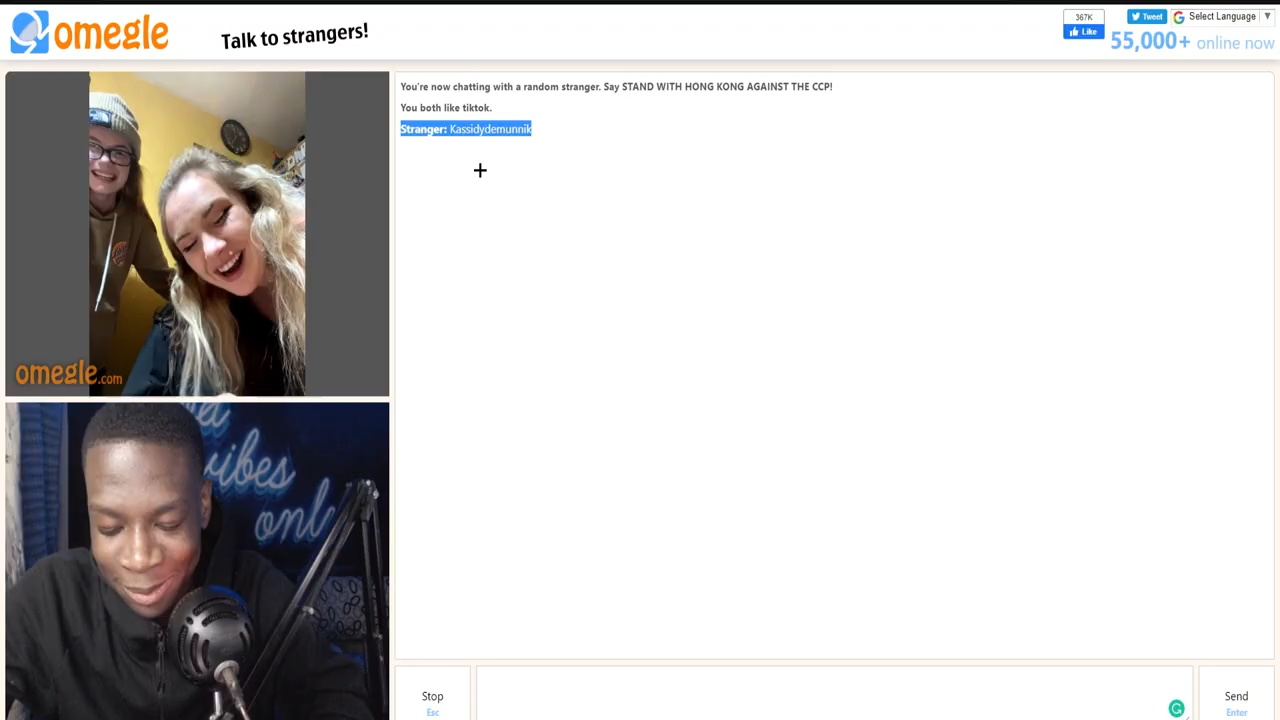 omegle
Talk to strangers!
367K
Like
Tweet
Select Language
55,000+ online now
You're now chatting with a random stranger. Say STAND WITH HONG KONG AGAINST THE CCP!
You both like tiktok.
Stranger: Kassidydemunnik
omegle.com
vibes
only
Stop
Esc
Send
Enter